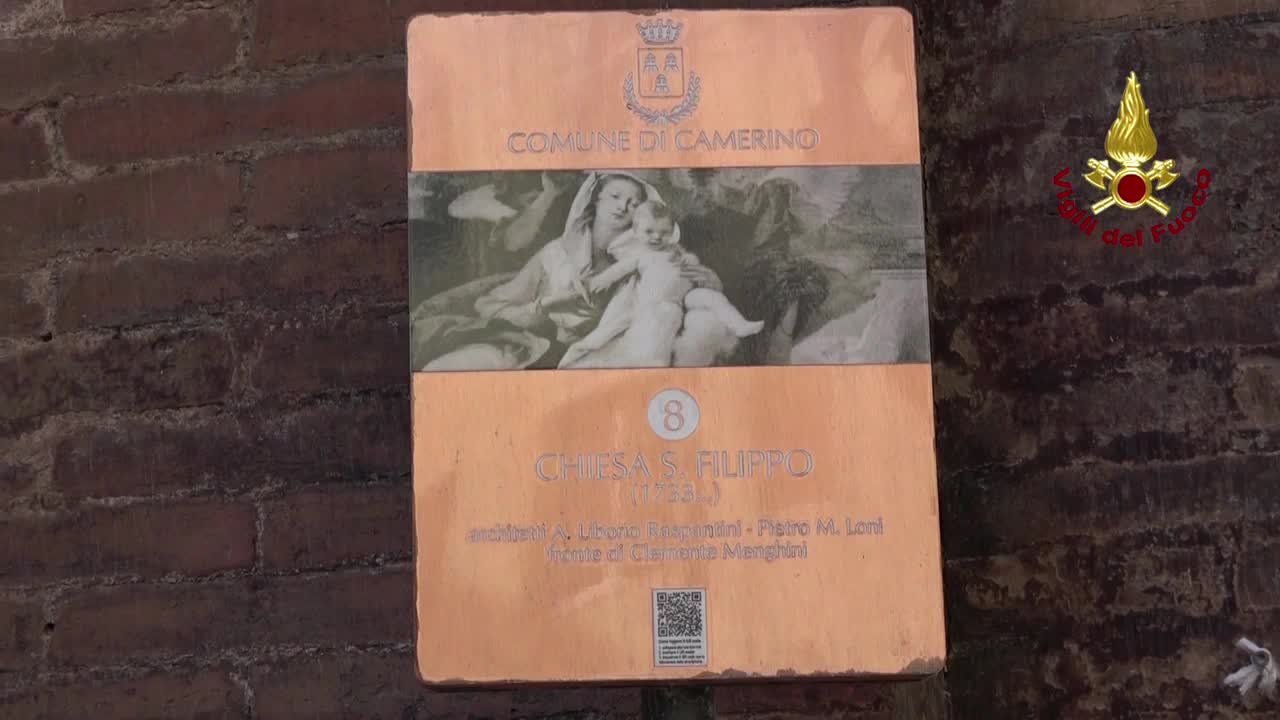 COMUNE DI CAMERINO
Vigili del Fuoco
8
CHIESA S. FILIPPO
(1733...)
architetti A. Liborio Raspantini - Pietro M. Loni
fronte di Clemente Menghini